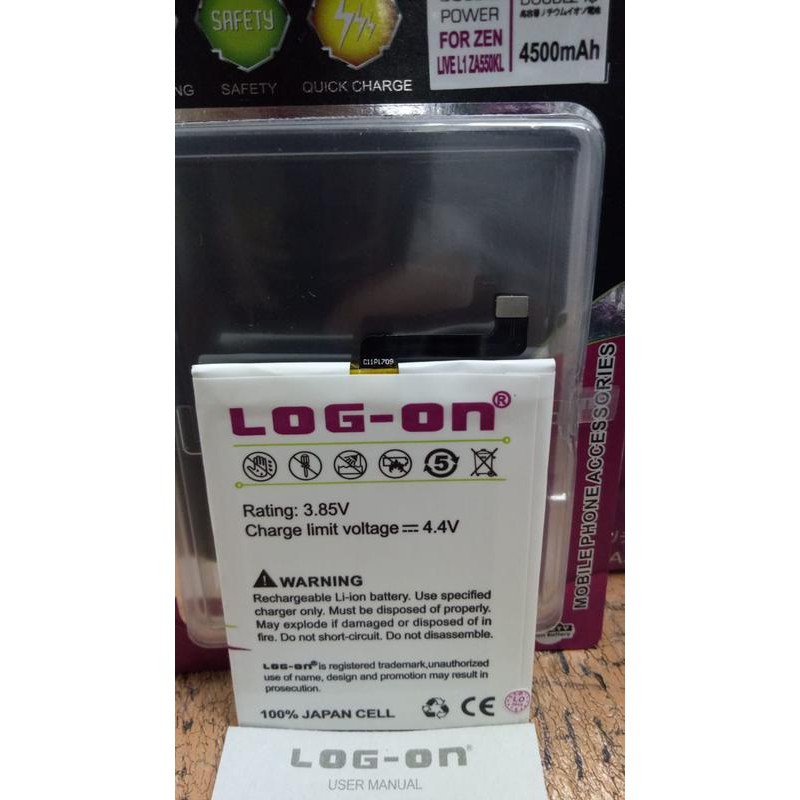 SAFETY
NG
SAFETY
QUICK CHARGE
POWER
FOR ZEN
LIVE L1 ZA550KL
4500mAh
C11P1709
LOG-ON®
5
Rating: 3.85V
Charge limit voltage 4.4V
WARNING
Rechargeable Li-ion battery. Use specified
charger only. Must be disposed of properly.
May explode if damaged or disposed of in
fire. Do not short-circuit. Do not disassemble.
LOG-ON® is registered trademark,unauthorized
use of name, design and promotion may result in
prosecution.
100% JAPAN CELL
CE
MOBILE PHONE ACCESSORIES
LOG-ON®
USER MANUAL